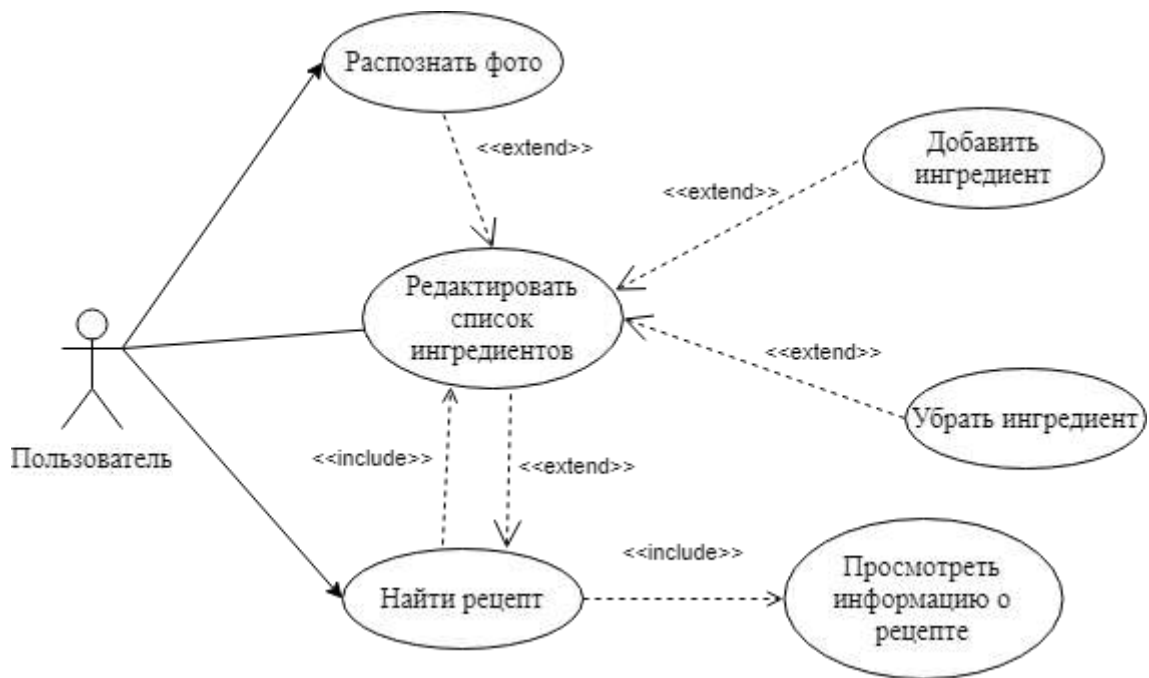 Распознать фото
<<extend>>
Добавить
ингредиент
<<extend>>
Редактировать
список
ингредиентов
<<extend>>
Убрать ингредиент
Пользователь
<<include>>
<<extend>>
Найти рецепт
<<include>>
Просмотреть
информацию о
рецепте